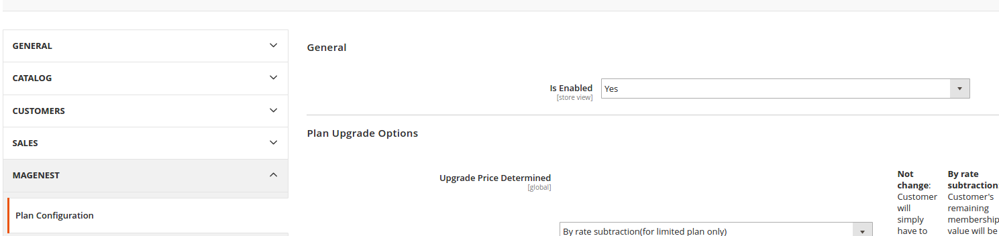 GENERAL
CATALOG
CUSTOMERS
SALES
MAGENEST
Plan Configuration
General
Is Enabled
[store view]
Yes
Plan Upgrade Options
Upgrade Price Determined
[global]
By rate subtraction(for limited plan only)
Not
change:
Customer
will
simply
have to
By rate
subtraction:
Customer's
remaining
membership
value will be